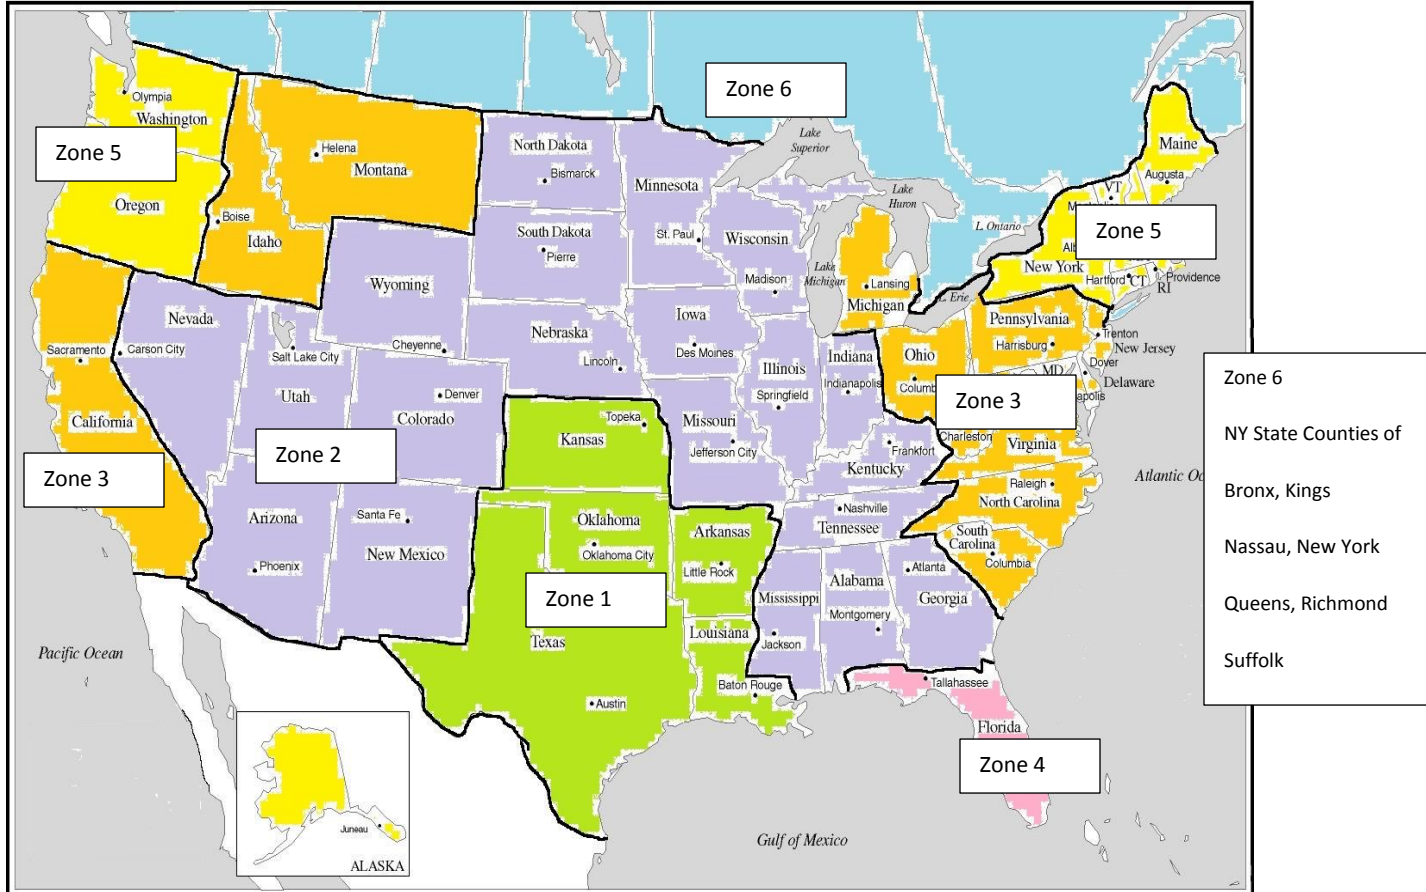 Zone 6
Lake
Superior
Olympia
Washington
Zone 5
Oregon
Helena
Montana
Boise
Idaho
North Dakota
Bismarck
Minnesota
South Dakota
Pierre
St. Paul
Wisconsin
Madison
Lake
Huron
Lake
Michigan
Lansing
Michigan
L. Ontario
L. Erie
Maine
Augusta
VT
Zone 5
New York
Hartford
CT
Providence
RI
Wyoming
Cheyenne
Nevada
Carson City
Salt Lake City
Utah
Sacramento
California
Zone 3
Nebraska
Lincoln
Iowa
Des Moines
Illinois
Springfield
Indiana
Indianapolis
Ohio
Pennsylvania
Harrisburg
Trenton
New Jersey
MD
Dover
Delaware
Zone 3
Denver
Colorado
Zone 2
Topeka
Kansas
Missouri
Jefferson City
Frankfort
Kentucky
Charleston
Virginia
Raleigh
North Carolina
Nashville
Tennessee
South
Carolina
Columbia
Arizona
Phoenix
Santa Fe
New Mexico
Oklahoma
Oklahoma City
Arkansas
Little Rock
Zone 1
Texas
Austin
Louisiana
Baton Rouge
Mississippi
Jackson
Alabama
Montgomery
Atlanta
Georgia
Tallahassee
Florida
Zone 4
Pacific Ocean
Atlantic Oc
Gulf of Mexico
Juneau
ALASKA
Zone 6
NY State Counties of
Bronx, Kings
Nassau, New York
Queens, Richmond
Suffolk